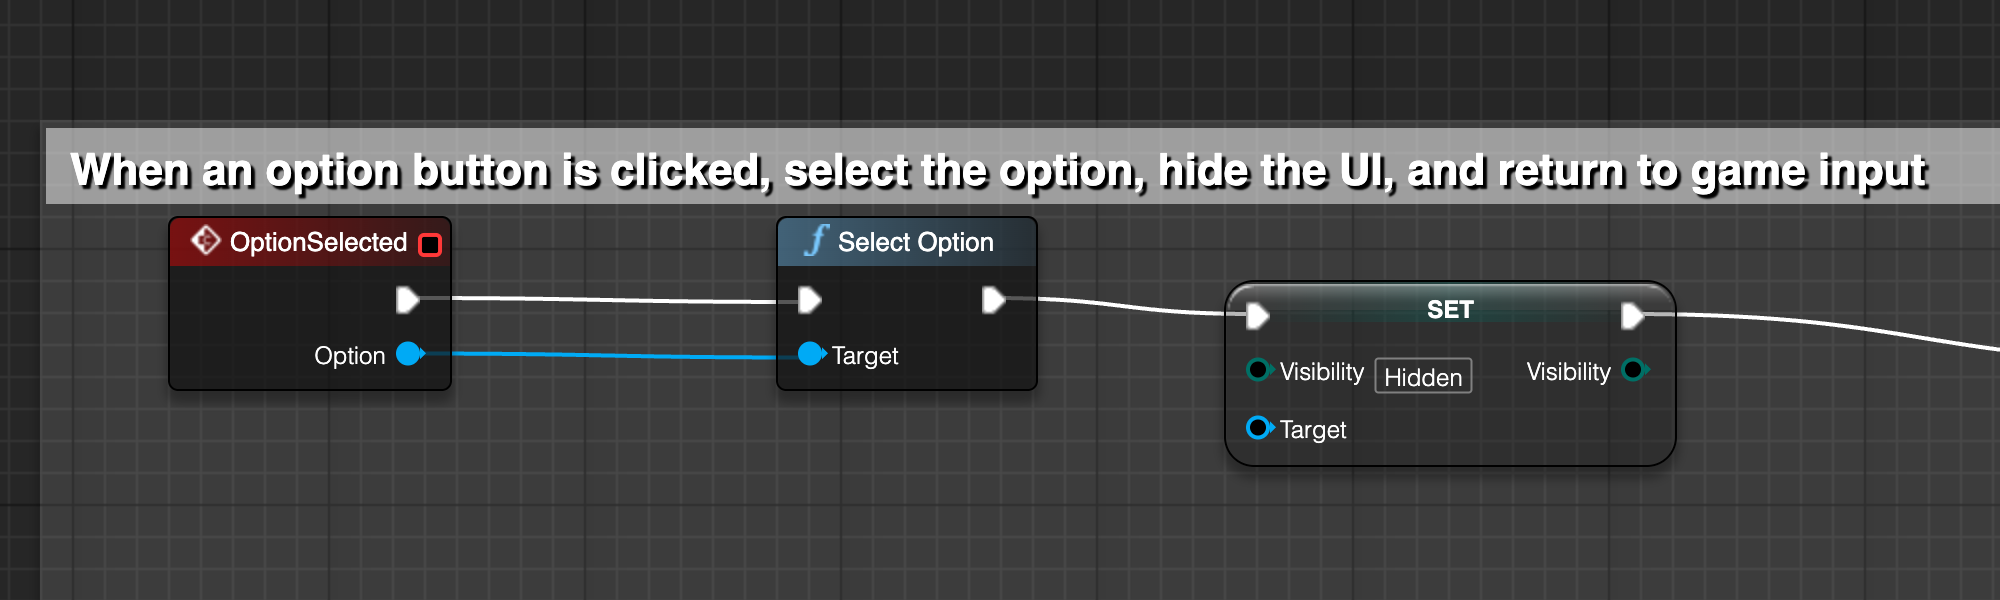 When an option button is clicked, select the option, hide the UI, and return to game input
OptionSelected
Option
Select Option
Target
SET
Visibility Hidden Visibility
Target